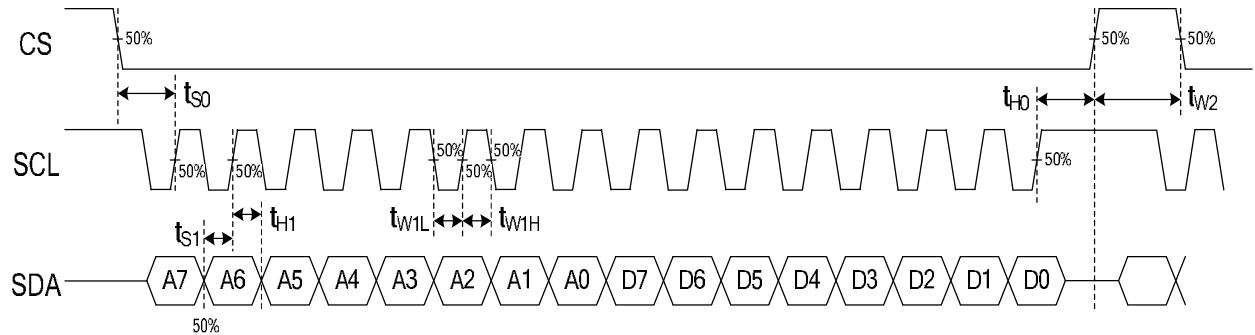 CS 50% 50% 50%
tS0 tH0 tW2
SCL 50% 50% 50% 50% 50% 50%
tS1 tH1 tW1L tW1H
SDA A7 A6 A5 A4 A3 A2 A1 A0 D7 D6 D5 D4 D3 D2 D1 D0
50%